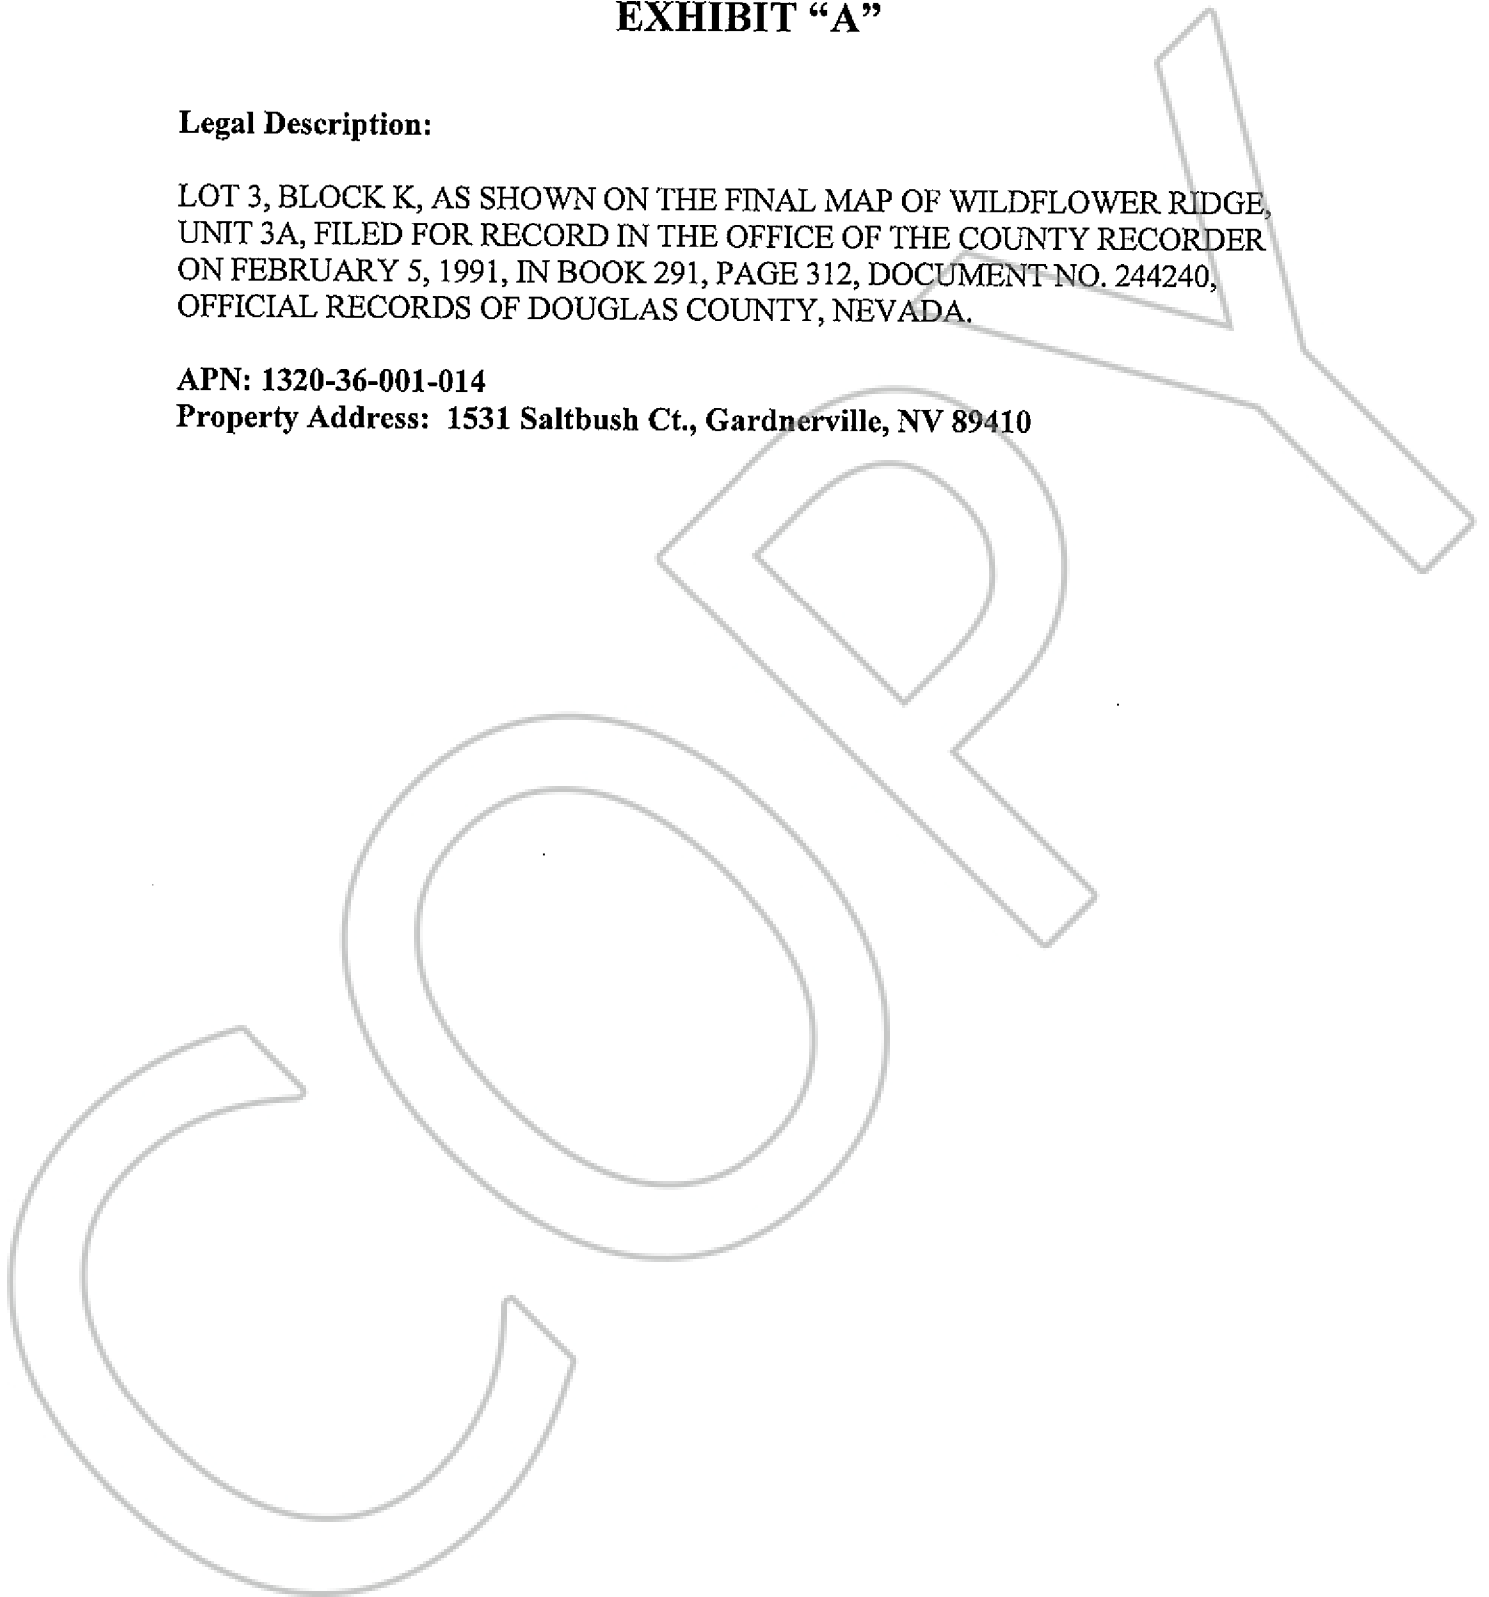 EXHIBIT “A”
Legal Description:
LOT 3, BLOCK K, AS SHOWN ON THE FINAL MAP OF WILDFLOWER RIDGE,
UNIT 3A, FILED FOR RECORD IN THE OFFICE OF THE COUNTY RECORDER
ON FEBRUARY 5, 1991, IN BOOK 291, PAGE 312, DOCUMENT NO. 244240,
OFFICIAL RECORDS OF DOUGLAS COUNTY, NEVADA.
APN: 1320-36-001-014
Property Address: 1531 Saltbush Ct., Gardnerville, NV 89410
COPY